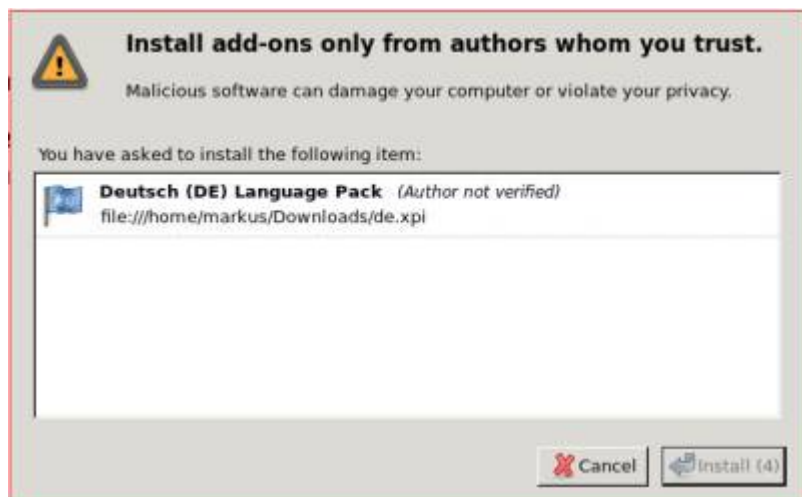 Install add-ons only from authors whom you trust.
Malicious software can damage your computer or violate your privacy.
You have asked to install the following item:
Deutsch (DE) Language Pack (Author not verified)
file:///home/markus/Downloads/de.xpi
Cancel
Install (4)